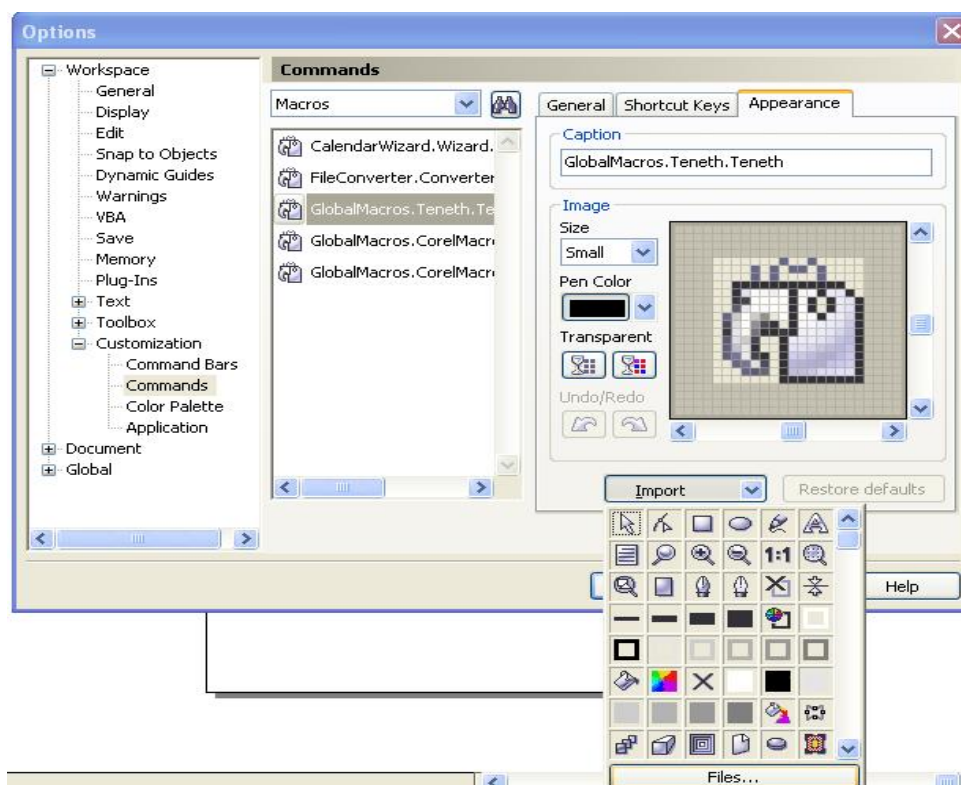 Options
Workspace
General
Display
Edit
Snap to Objects
Dynamic Guides
Warnings
VBA
Save
Memory
Plug-Ins
Text
Toolbox
Customization
Command Bars
Commands
Color Palette
Application
Document
Global
Commands
Macros
CalendarWizard.Wizard.
FileConverter.Converter
GlobalMacros.Teneth.Te
GlobalMacros.CorelMacr
GlobalMacros.CorelMacr
General Shortcut Keys Appearance
Caption
GlobalMacros.Teneth.Teneth
Image
Size
Small
Pen Color
Transparent
Undo/Redo
Import Restore defaults
1:1
Help
Files...